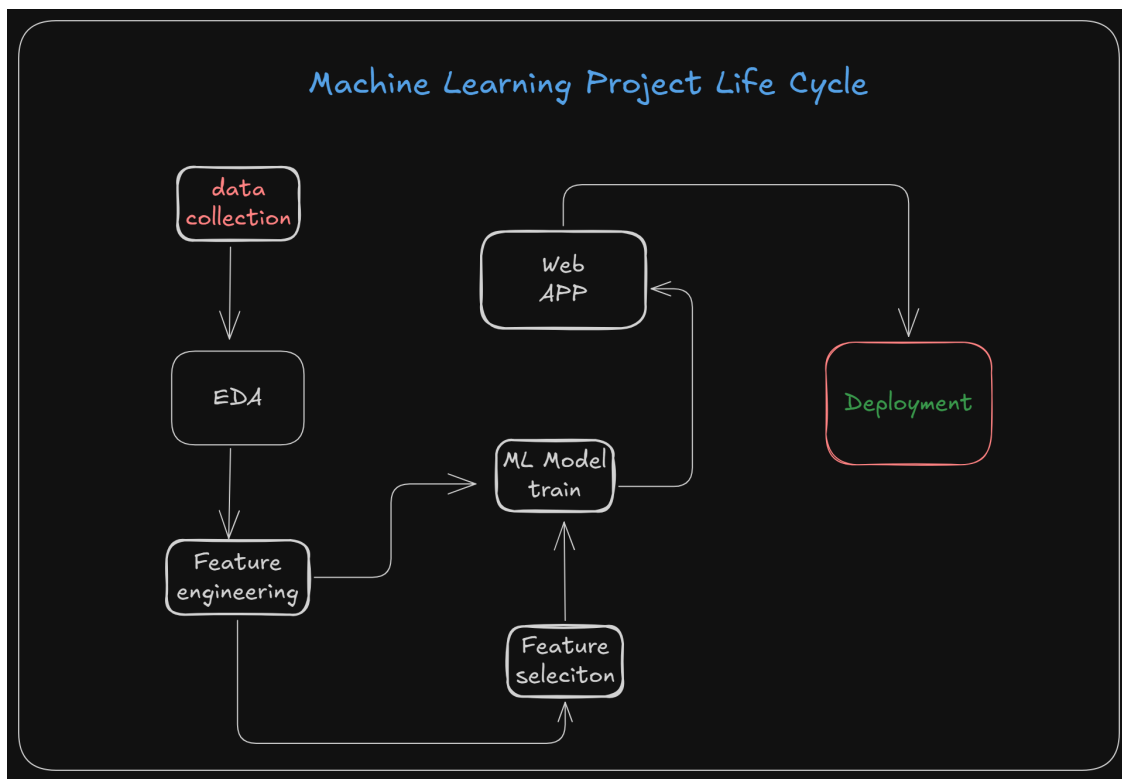 Machine Learning Project Life Cycle
data
collection
EDA
Feature
engineering
Feature
seleciton
ML Model
train
Web
APP
Deployment